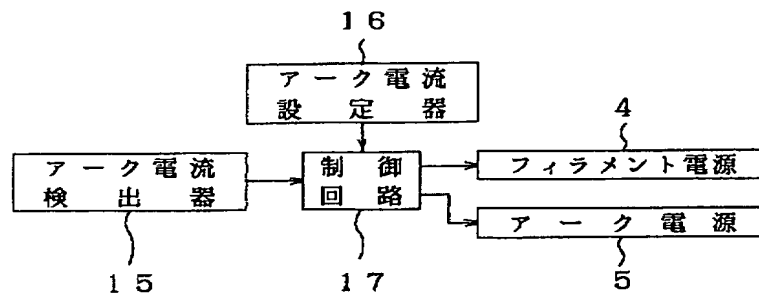 １６
アーク電流
設定器
４
アーク電流
検出器
制御
回路
フィラメント電源
アーク電源
１５
１７
５